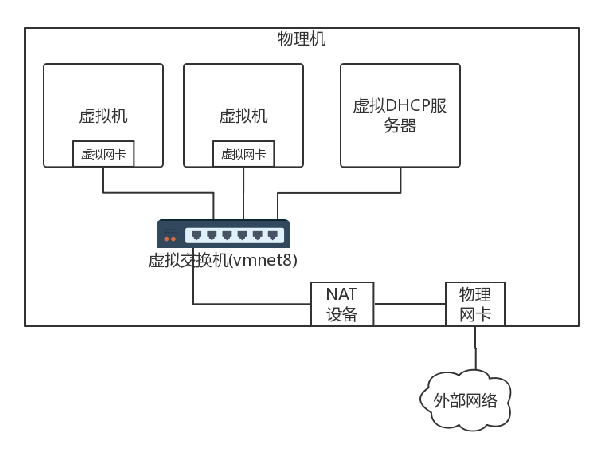 物理机
虚拟机
虚拟网卡
虚拟机
虚拟网卡
虚拟DHCP服
务器
虚拟交换机(vmnet8)
NAT
设备
物理
网卡
外部网络